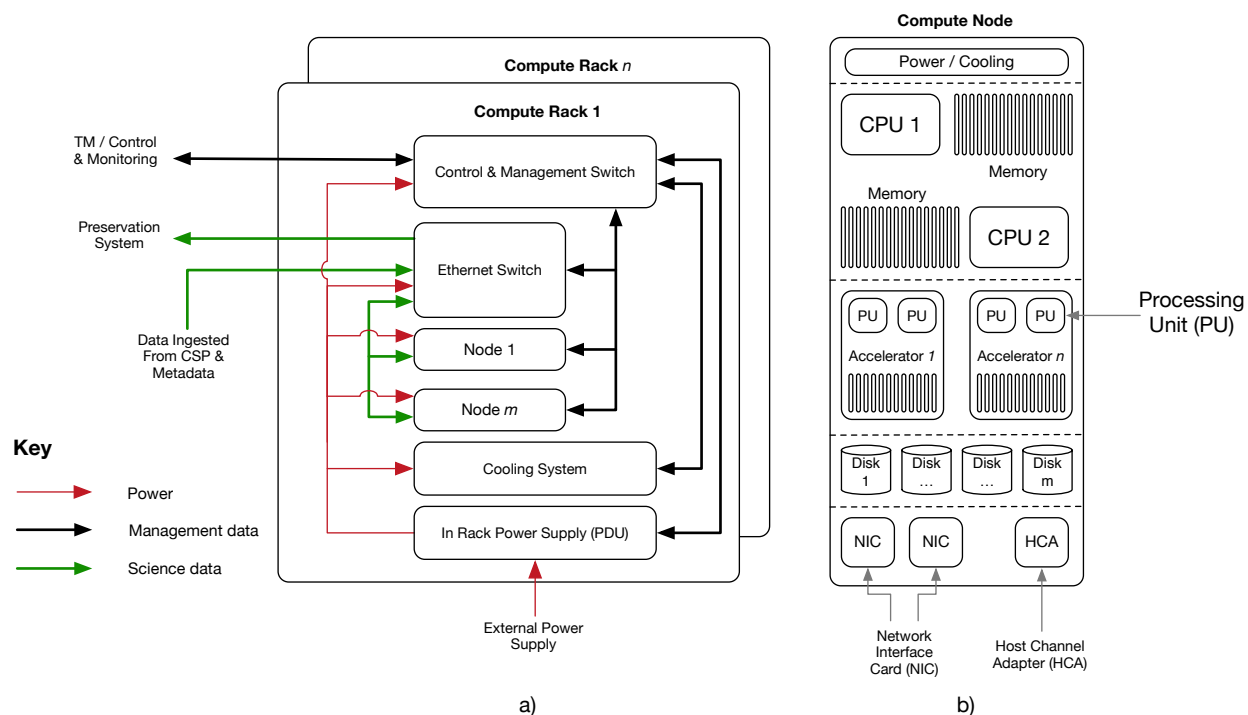 Compute Rack n
Compute Rack 1
TM / Control
& Monitoring
Control & Management Switch
Preservation
System
Ethernet Switch
Data Ingested
From CSP &
Metadata
Node 1
Node m
Cooling System
In Rack Power Supply (PDU)
External Power
Supply
Key
Power
Management data
Science data
a)
Compute Node
Power / Cooling
CPU 1
Memory
Memory
CPU 2
PU
PU
PU
PU
Processing
Unit (PU)
Accelerator 1
Accelerator n
Disk
1
Disk
...
Disk
...
Disk
m
NIC
NIC
HCA
Network
Interface
Card (NIC)
Host Channel
Adapter (HCA)
b)